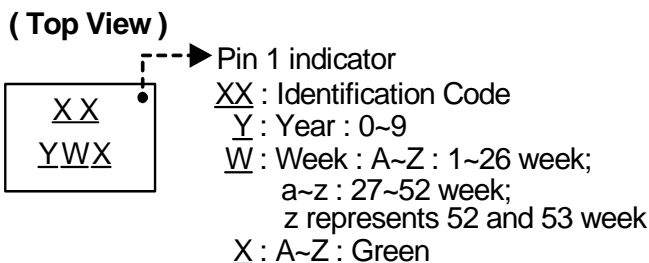 ( Top View )
Pin 1 indicator
XX
YWX
XX : Identification Code
Y : Year : 0~9
W : Week : A~Z : 1~26 week;
a~z : 27~52 week;
z represents 52 and 53 week
X : A~Z : Green